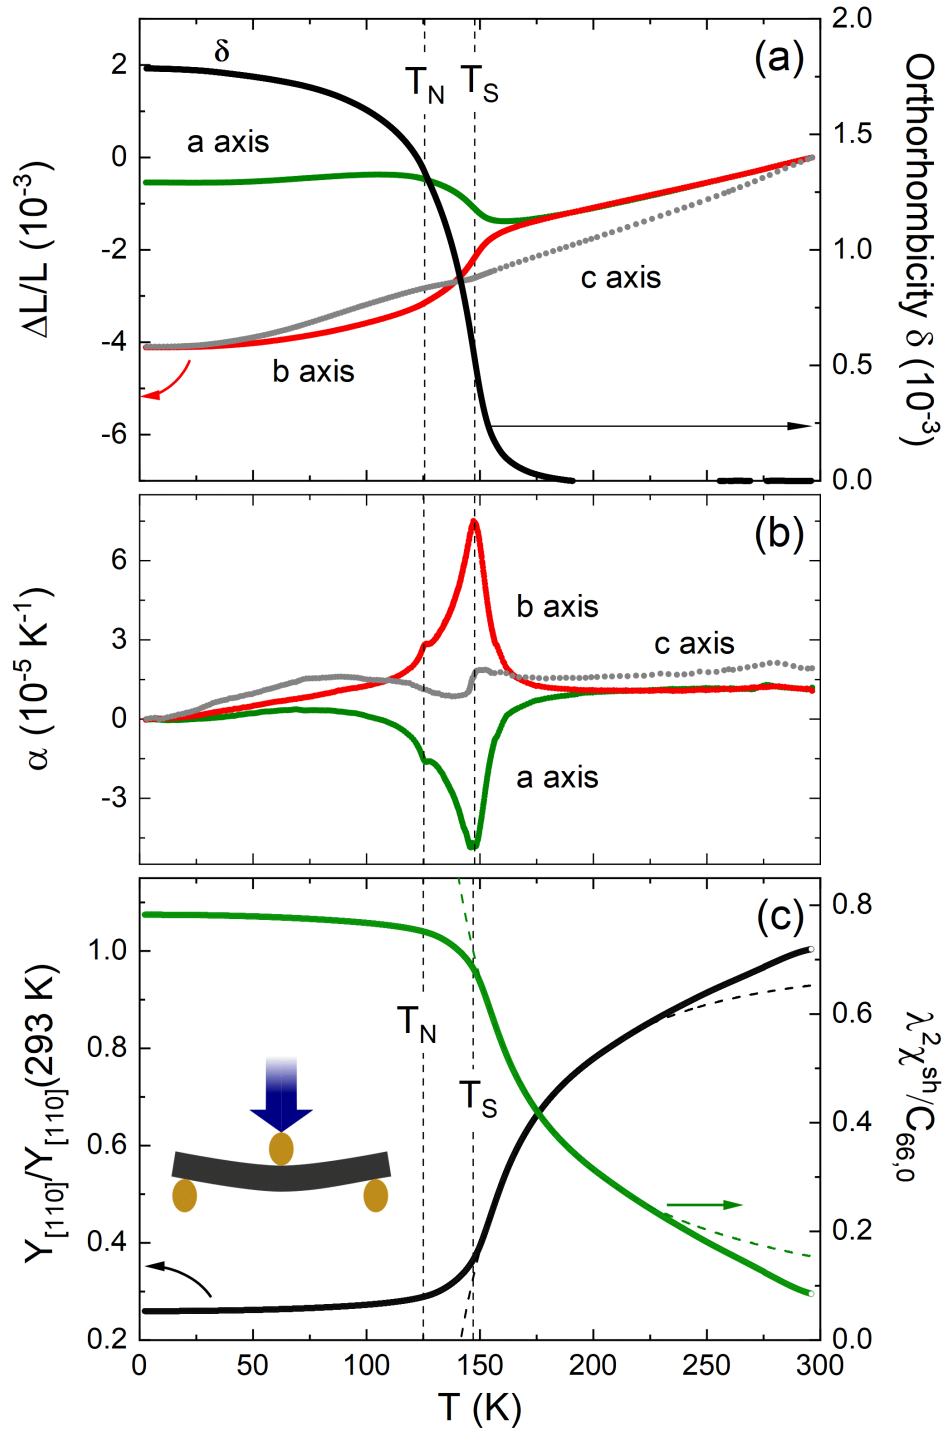 (a)
δ
T_N T_S
a axis
c axis
b axis
2
0
-2
-4
-6
ΔL/L (10^-3)
2.0
1.5
1.0
0.5
0.0
Orthorhombicity δ (10^-3)
(b)
b axis
c axis
a axis
6
3
0
-3
α (10^-5 K^-1)
(c)
T_N
T_S
1.0
0.8
0.6
0.4
0.2
Y_[110]/Y_[110](293 K)
0.8
0.6
0.4
0.2
0.0
λ^2χ^sh/C_66,0
0 50 100 150 200 250 300
T (K)